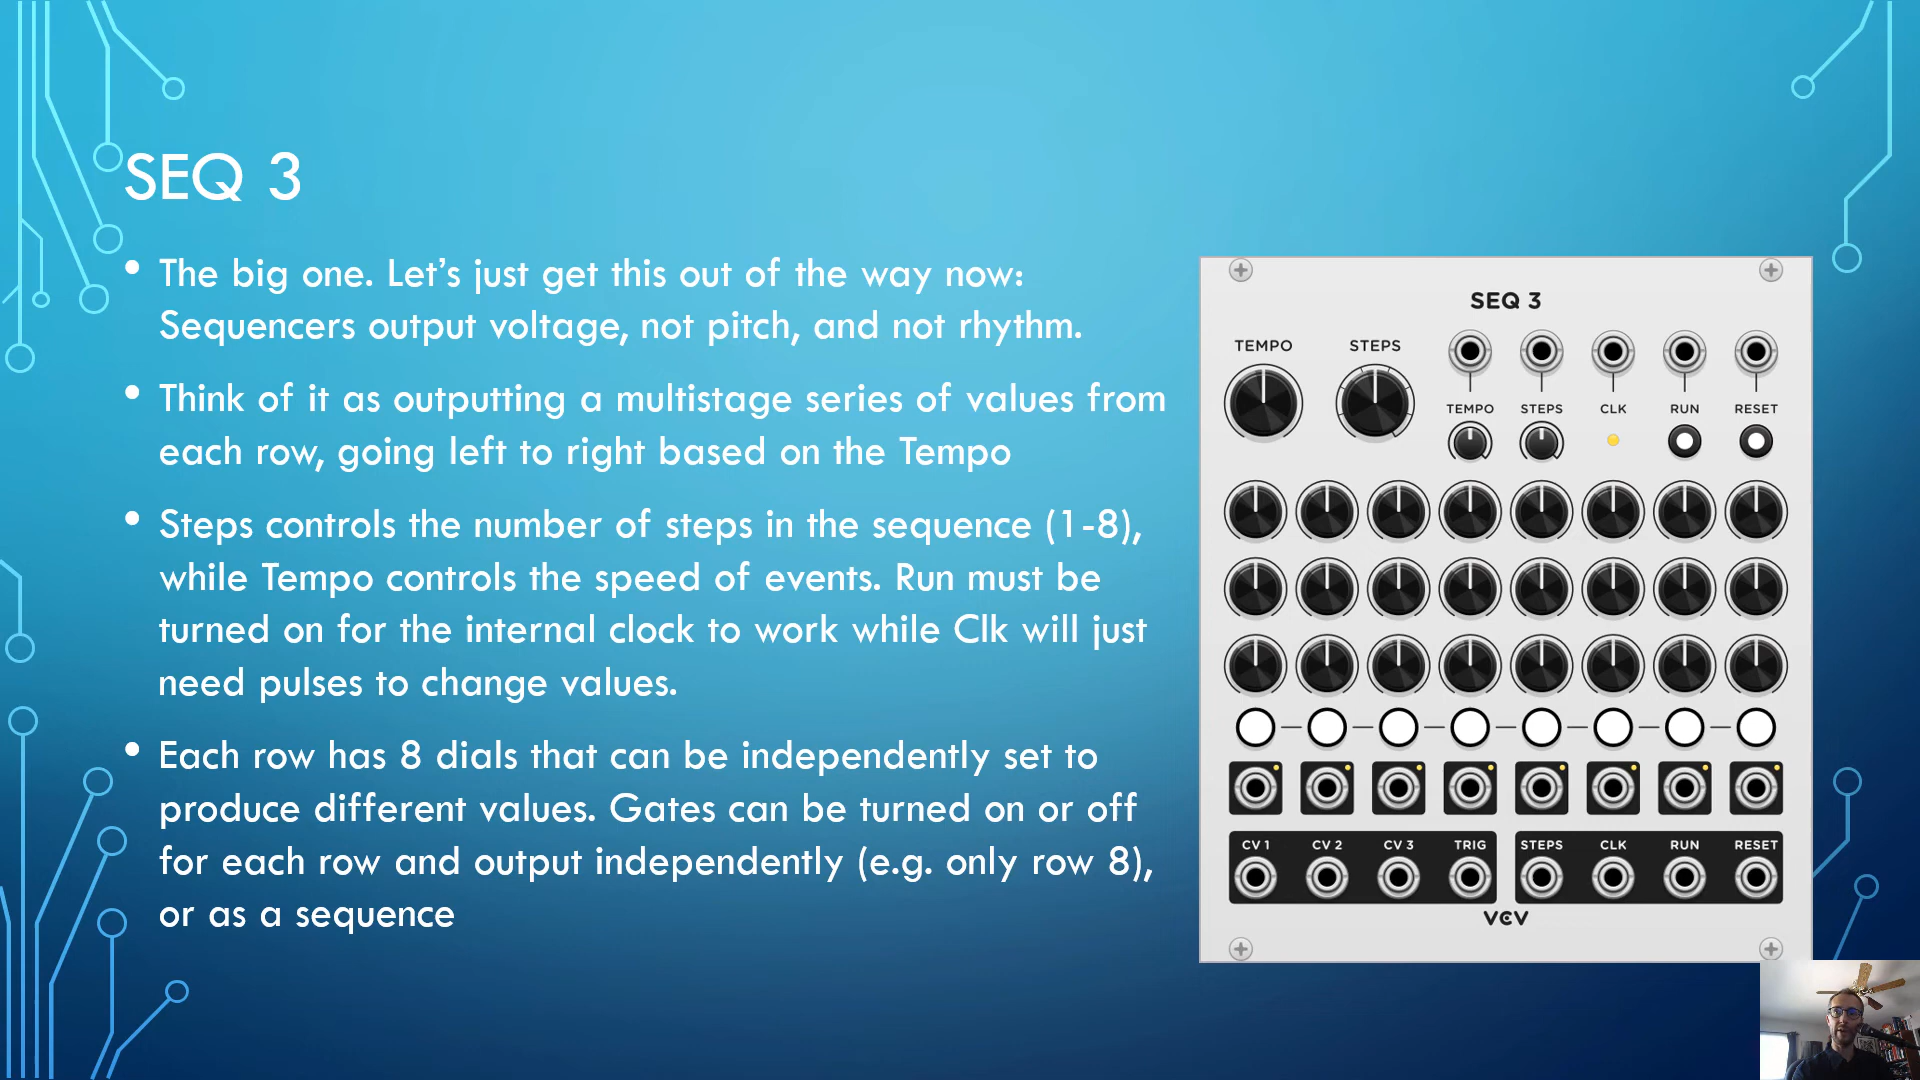 SEQ 3
• The big one. Let’s just get this out of the way now:
Sequencers output voltage, not pitch, and not rhythm.
• Think of it as outputting a multistage series of values from
each row, going left to right based on the Tempo
• Steps controls the number of steps in the sequence (1-8),
while Tempo controls the speed of events. Run must be
turned on for the internal clock to work while Clk will just
need pulses to change values.
• Each row has 8 dials that can be independently set to
produce different values. Gates can be turned on or off
for each row and output independently (e.g. only row 8),
or as a sequence
SEQ 3
TEMPO STEPS
TEMPO STEPS CLK RUN RESET
CV 1 CV 2 CV 3 TRIG STEPS CLK RUN RESET
VCV